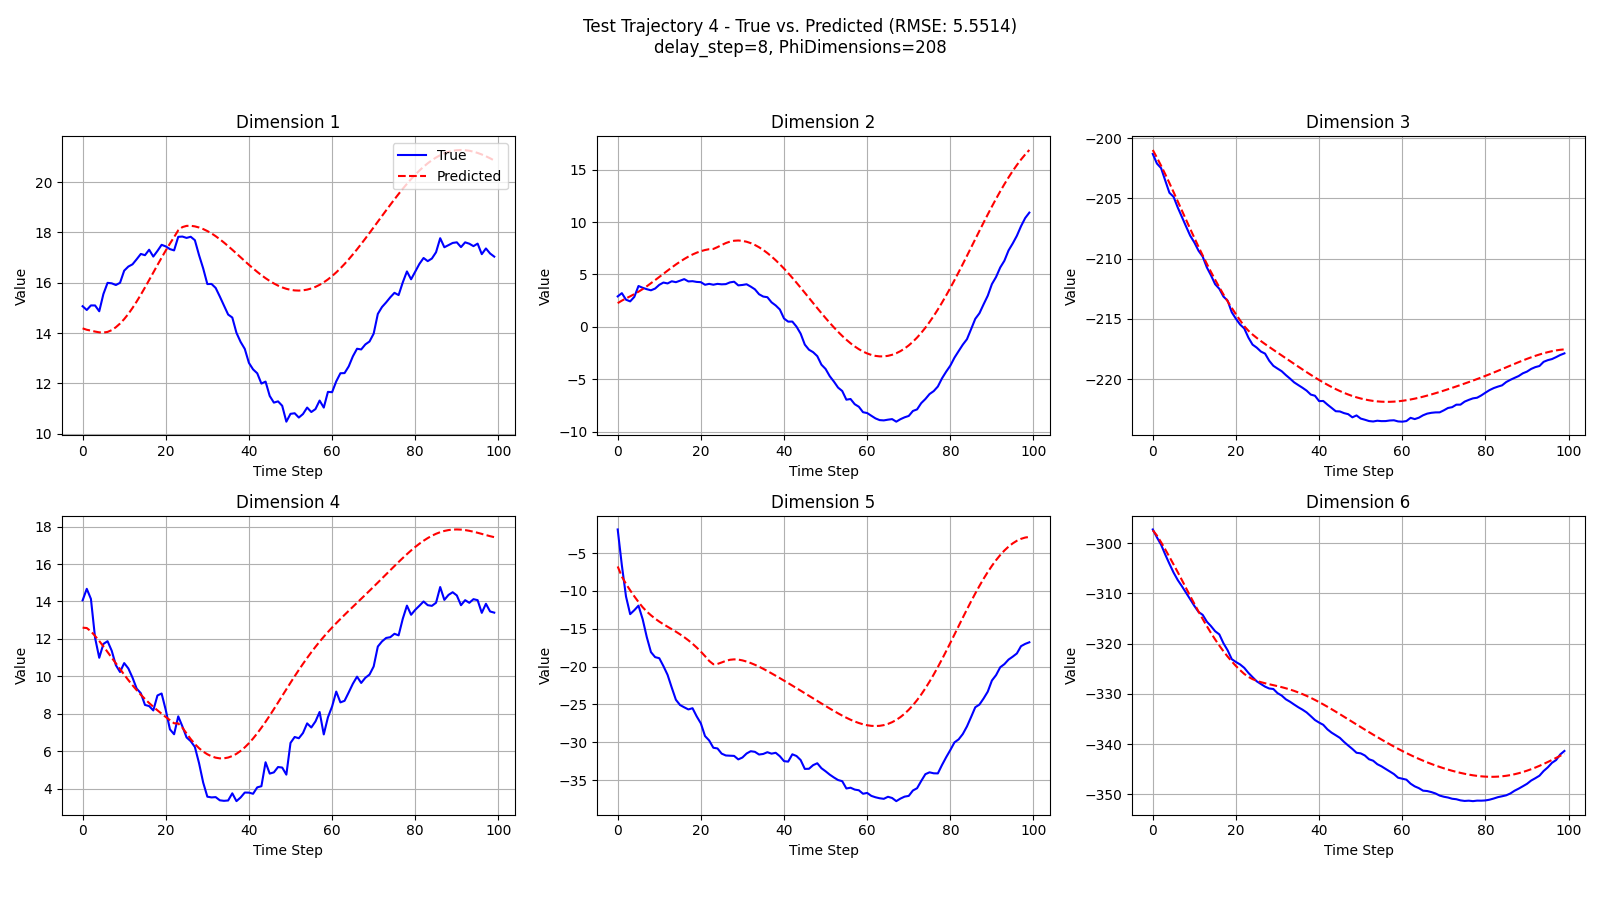 Test Trajectory 4 - True vs. Predicted (RMSE: 5.5514)
delay_step=8, PhiDimensions=208
Dimension 1
True
Predicted
20
18
16
14
12
10
Value
0 20 40 60 80 100
Time Step
Dimension 2
15
10
5
0
−5
−10
Value
0 20 40 60 80 100
Time Step
Dimension 3
−200
−205
−210
−215
−220
Value
0 20 40 60 80 100
Time Step
Dimension 4
18
16
14
12
10
8
6
4
Value
0 20 40 60 80 100
Time Step
Dimension 5
−5
−10
−15
−20
−25
−30
−35
Value
0 20 40 60 80 100
Time Step
Dimension 6
−300
−310
−320
−330
−340
−350
Value
0 20 40 60 80 100
Time Step